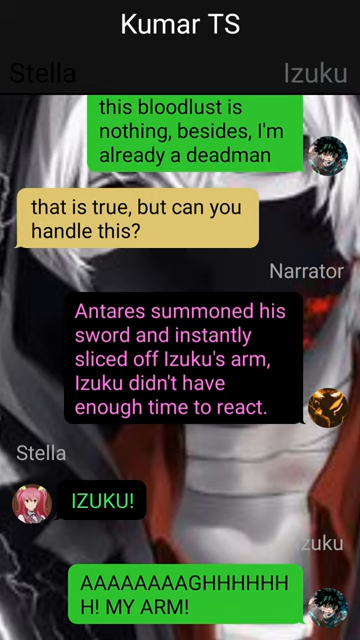 Kumar TS
Stella
Izuku
this bloodlust is
nothing, besides, I'm
already a deadman
that is true, but can you
handle this?
Narrator
Antares summoned his
sword and instantly
sliced off Izuku's arm,
Izuku didn't have
enough time to react.
Stella
IZUKU!
Izuku
AAAAAAAAGHHHHHH
H! MY ARM!